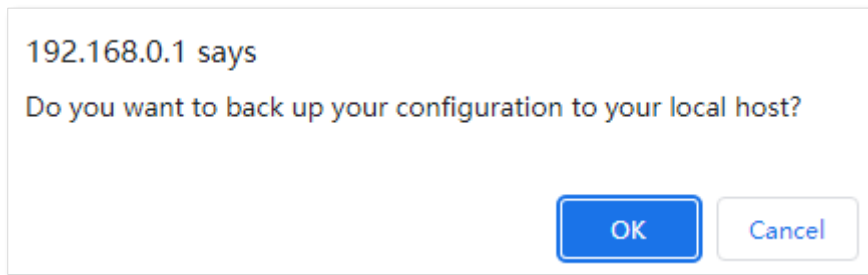 192.168.0.1 says
Do you want to back up your configuration to your local host?
OK
Cancel